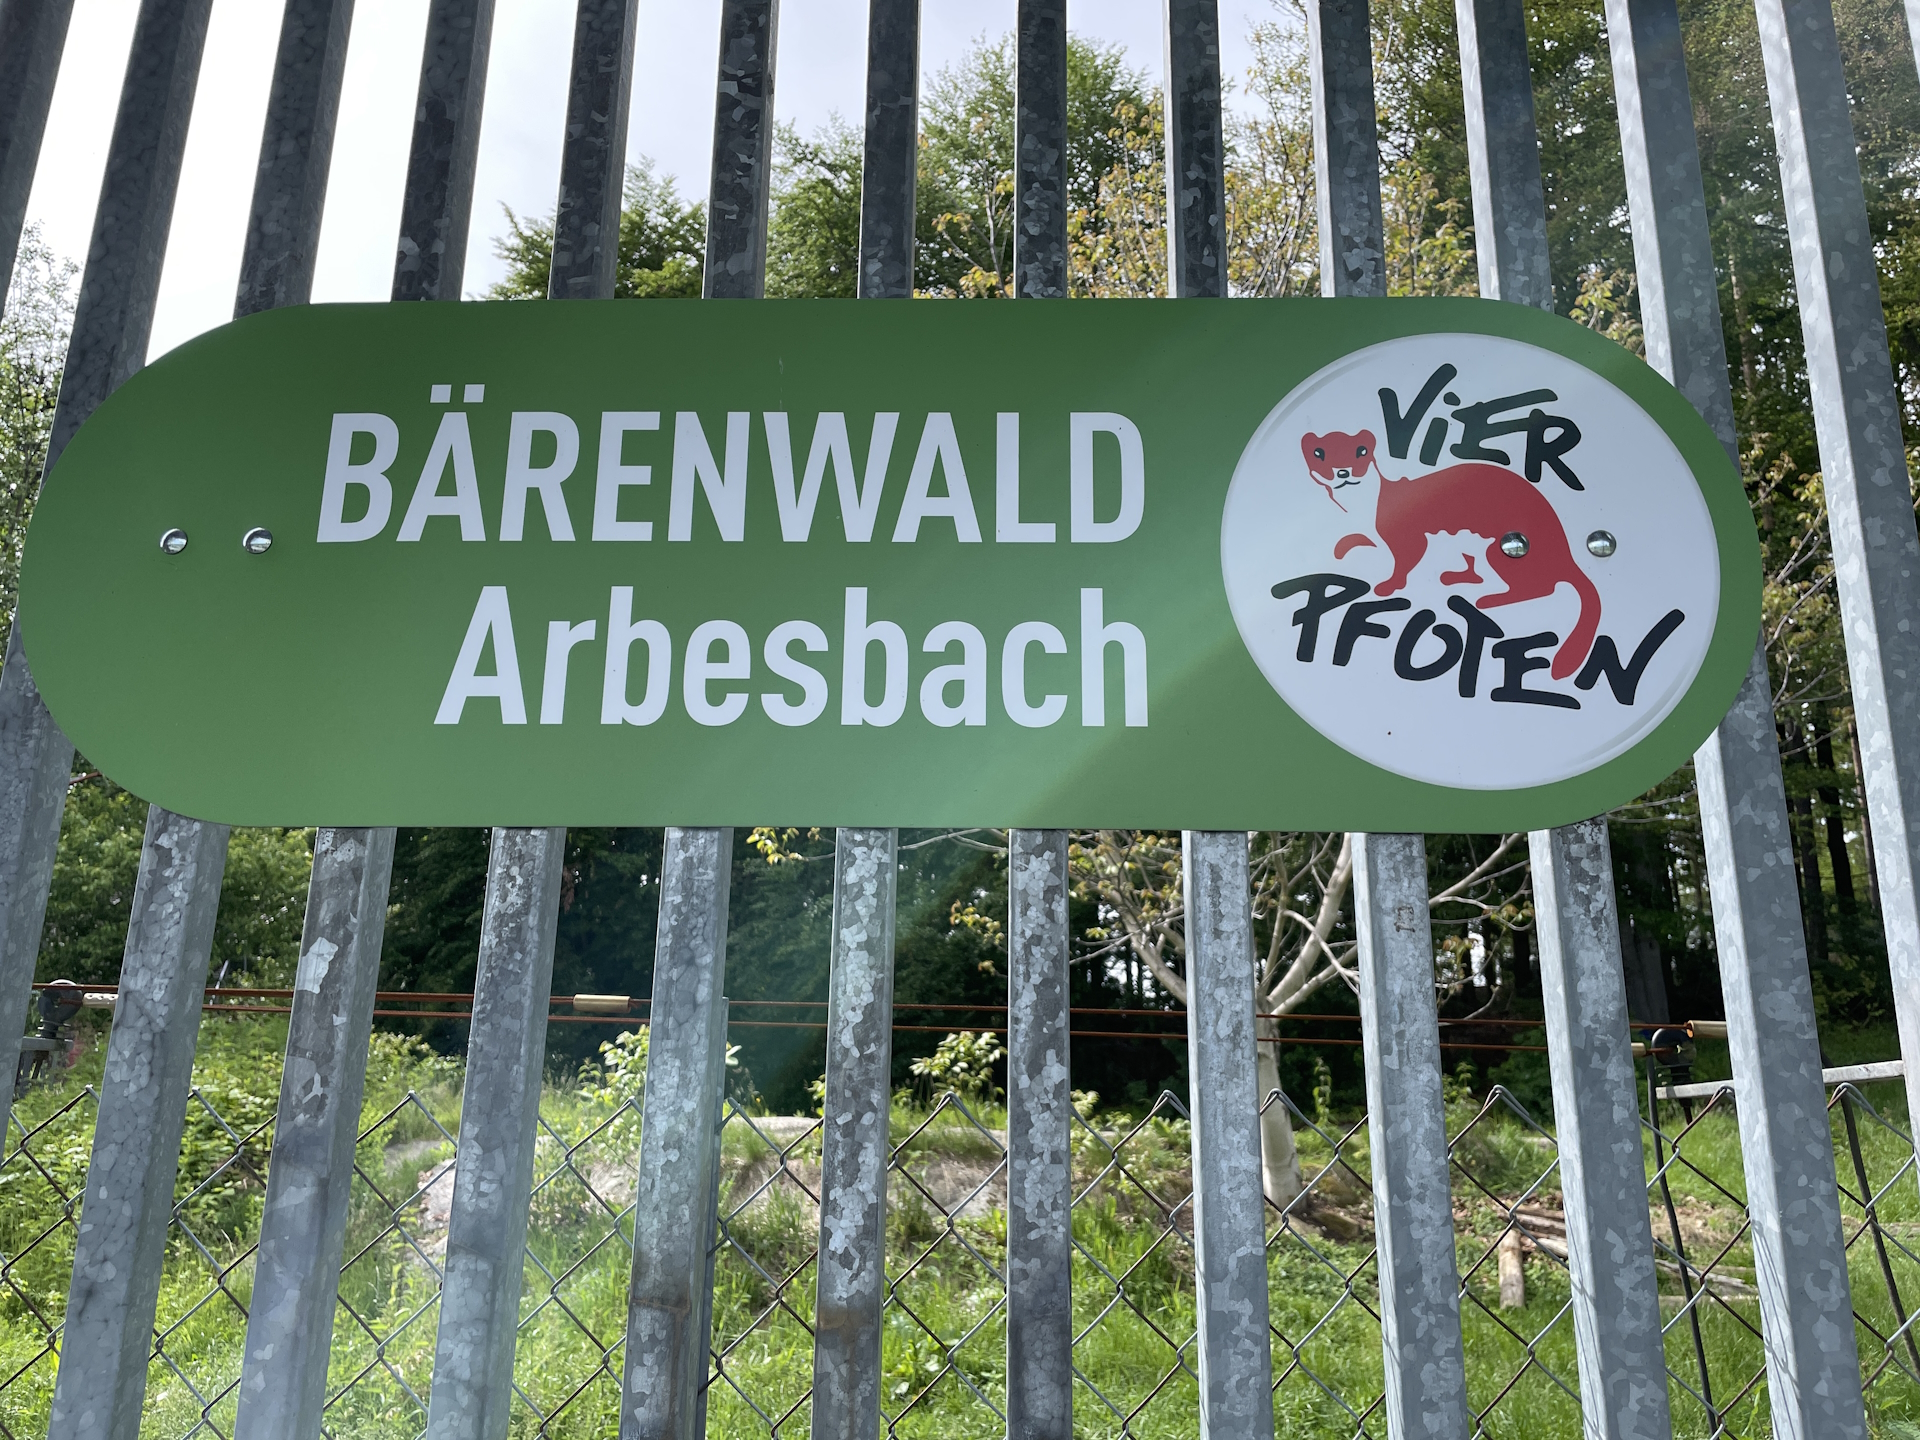 BÄRENWALD
Arbesbach
ViER
PFOTEN